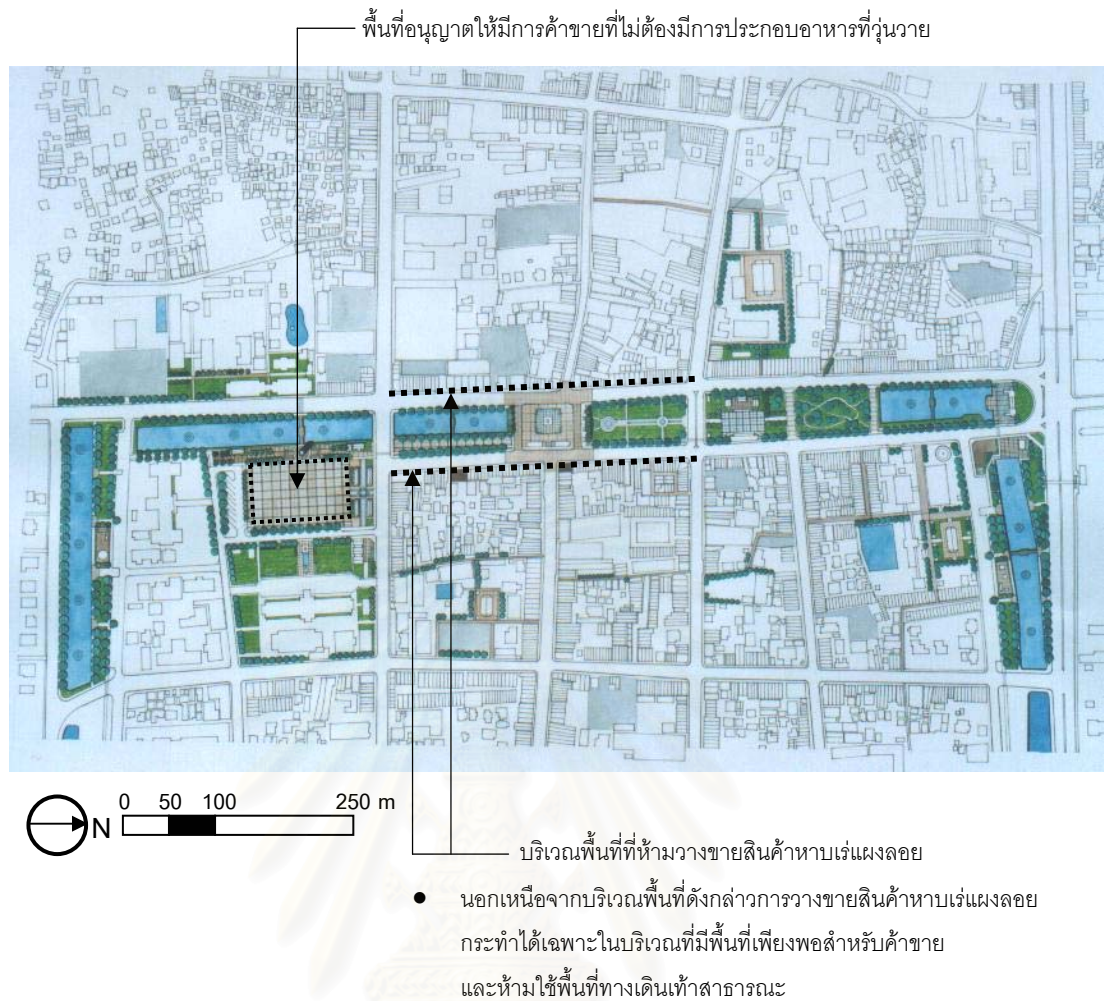 พื้นที่อนุญาตให้มีการค้าขายที่ไม่ต้องมีการประกอบอาหารที่วุ่นวาย
N
0 50 100 250 m
บริเวณพื้นที่ที่ห้ามวางขายสินค้าหาบเร่แผงลอย
● นอกเหนือจากบริเวณพื้นที่ดังกล่าวการวางขายสินค้าหาบเร่แผงลอย
กระทำได้เฉพาะในบริเวณที่มีพื้นที่เพียงพอสำหรับค้าขาย
และห้ามใช้พื้นที่ทางเดินเท้าสาธารณะ